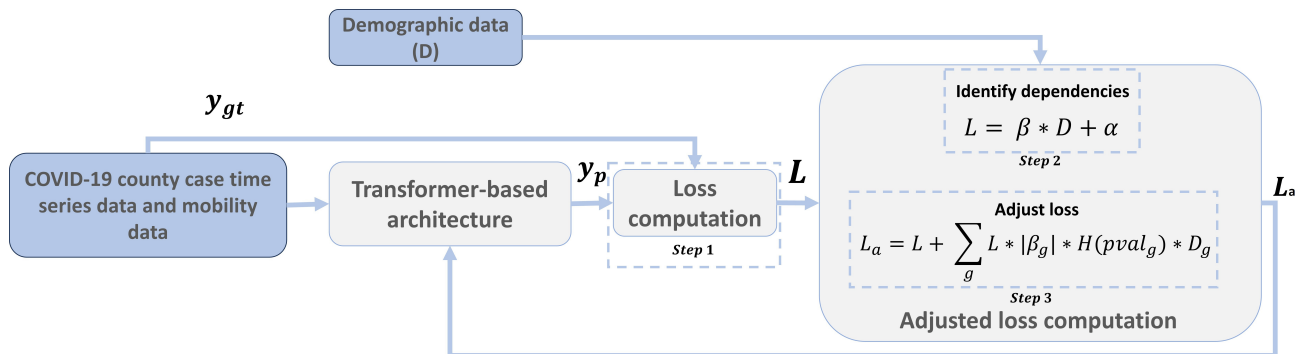 Demographic data
(D)
y_gt
COVID-19 county case time
series data and mobility
data
Transformer-based
architecture
y_p
Loss
computation
Step 1
L
Identify dependencies
L = β * D + α
Step 2
Adjust loss
L_a = L + ∑_g L * |β_g| * H(pval_g) * D_g
Step 3
Adjusted loss computation
L_a